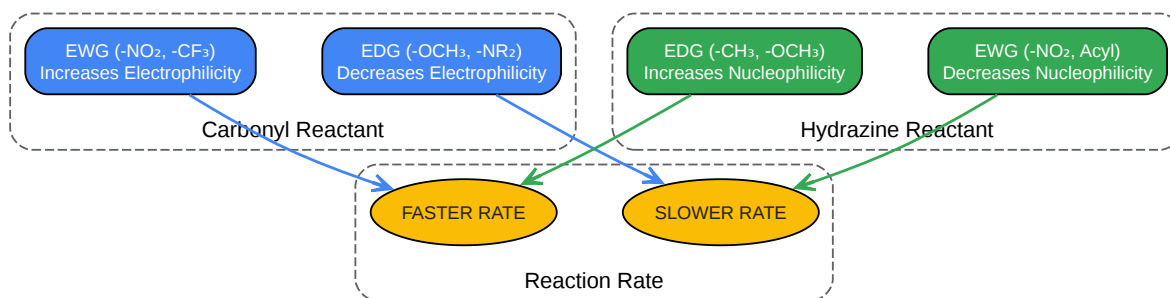 EWG (-NO₂, -CF₃)
Increases Electrophilicity
EDG (-OCH₃, -NR₂)
Decreases Electrophilicity
EDG (-CH₃, -OCH₃)
Increases Nucleophilicity
EWG (-NO₂, Acyl)
Decreases Nucleophilicity
Carbonyl Reactant
Hydrazine Reactant
FASTER RATE
SLOWER RATE
Reaction Rate